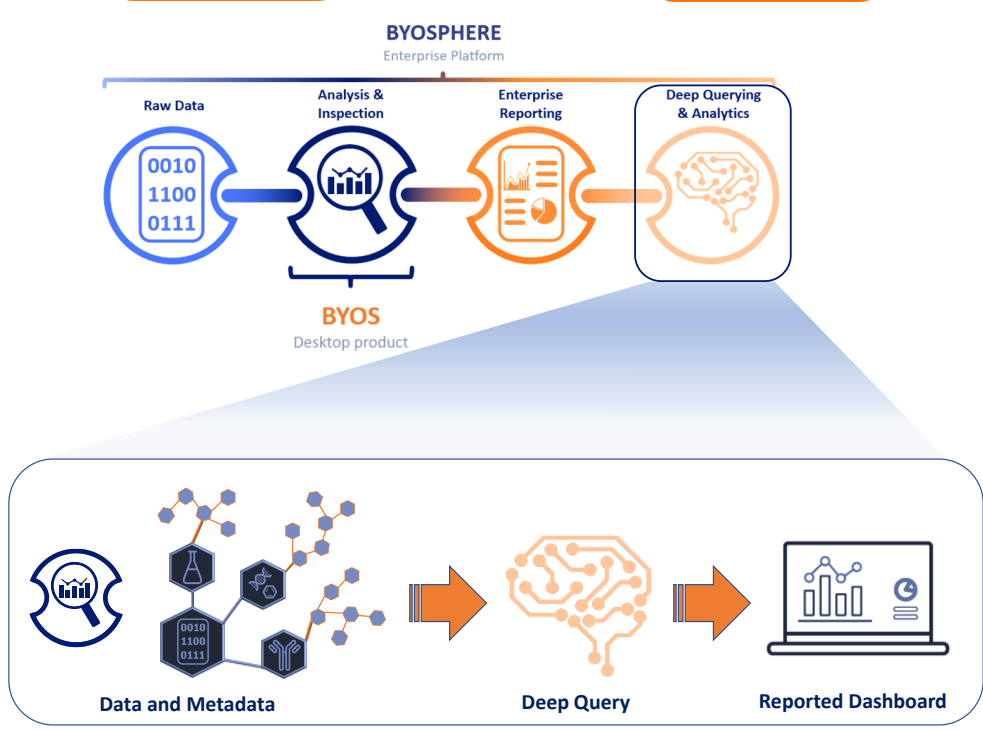 BYOSPHERE
Enterprise Platform
Raw Data
Analysis &
Inspection
Enterprise
Reporting
Deep Querying
& Analytics
0010
1100
0111
BYOS
Desktop product
0010
1100
0111
Data and Metadata
Deep Query
Reported Dashboard